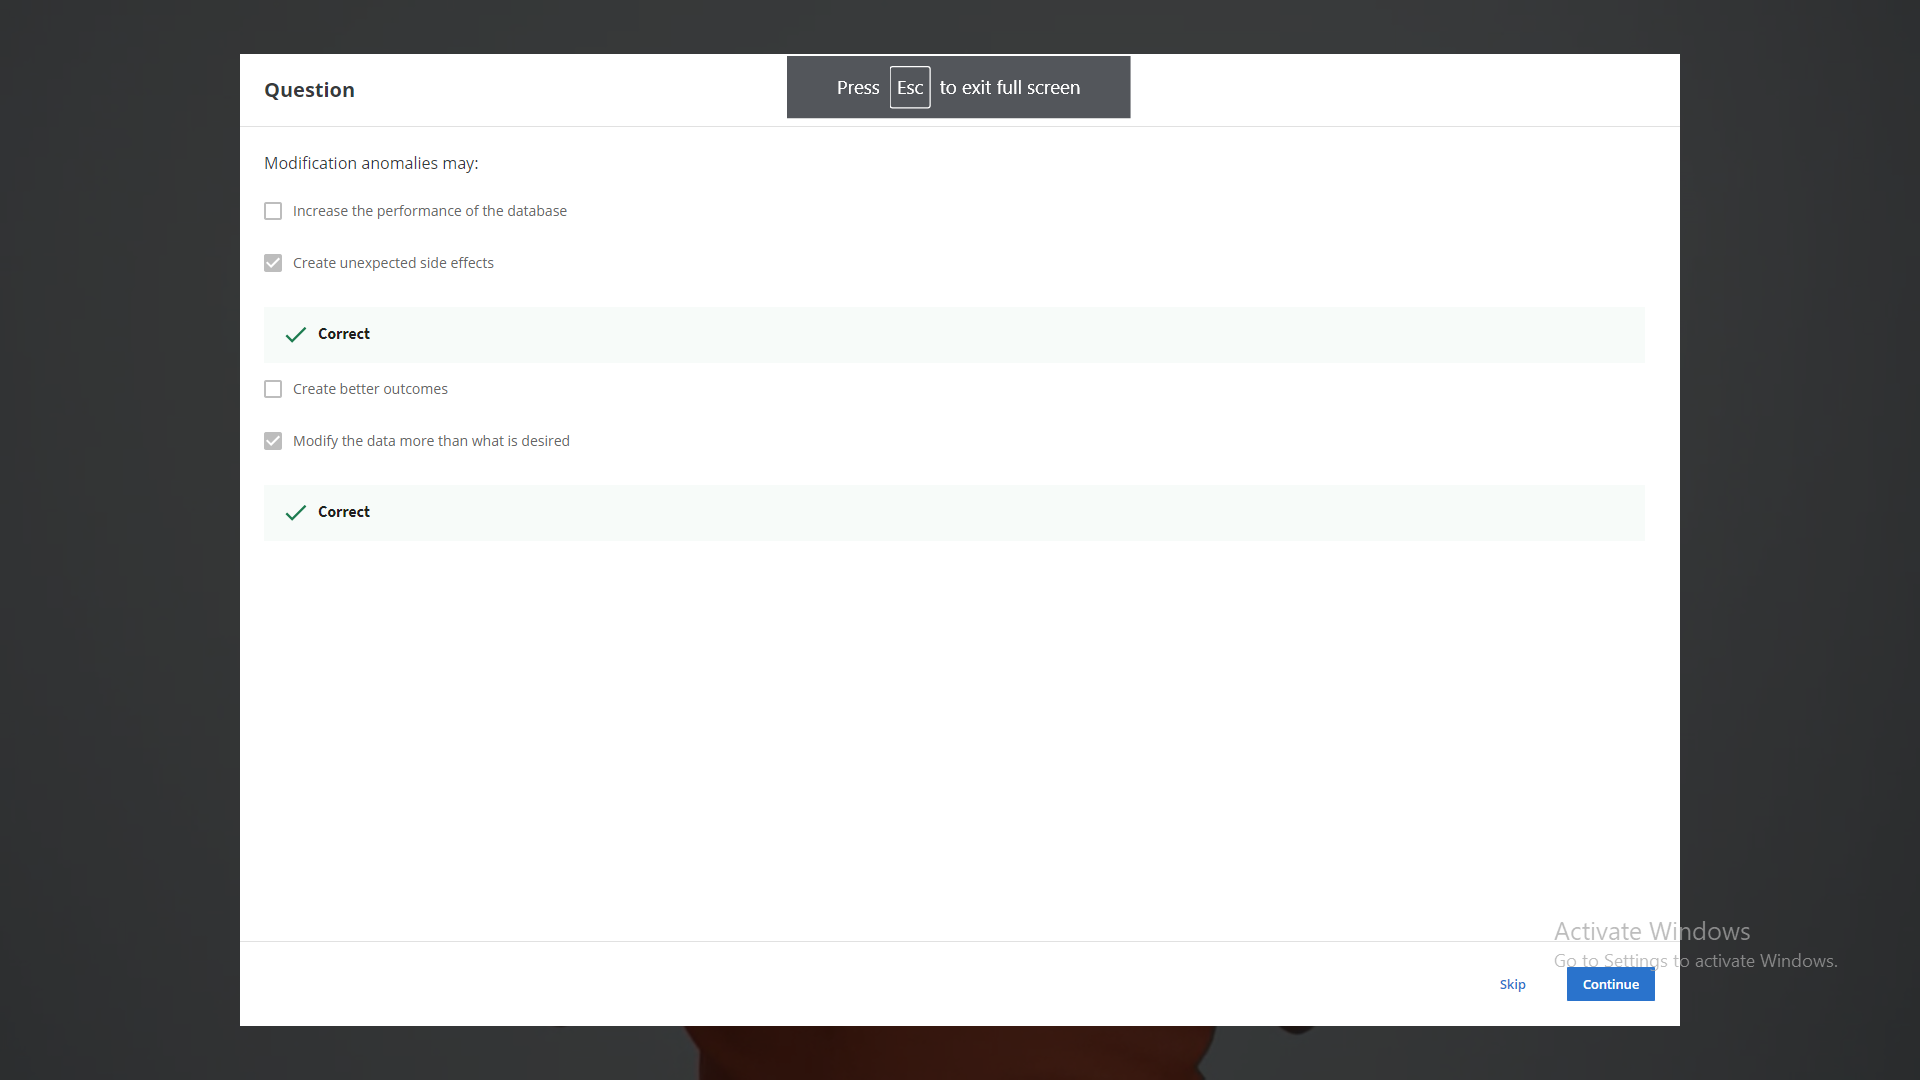 Question
Press Esc to exit full screen
Modification anomalies may:
Increase the performance of the database
Create unexpected side effects
Correct
Create better outcomes
Modify the data more than what is desired
Correct
Activate Windows
Go to Settings to activate Windows.
Skip
Continue